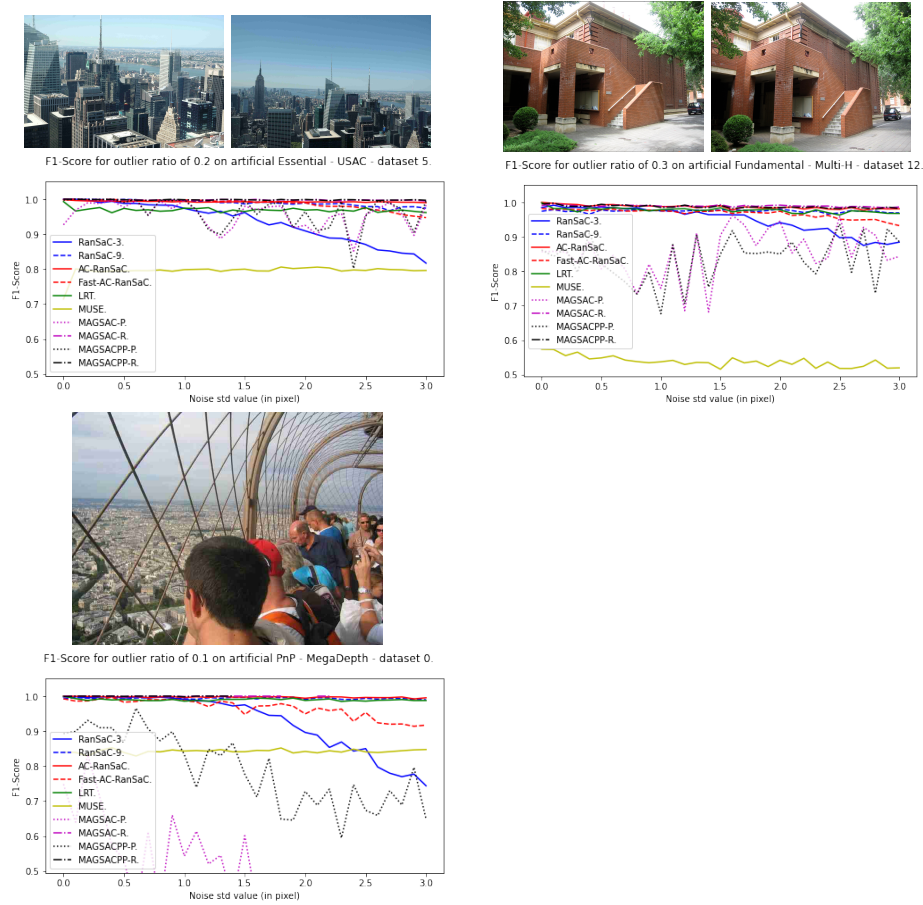 F1-Score for outlier ratio of 0.2 on artificial Essential - USAC - dataset 5.
F1-Score
1.0
0.9
0.8
0.7
0.6
0.5
RanSaC-3.
RanSaC-9.
AC-RanSaC.
Fast-AC-RanSaC.
LRT.
MUSE.
MAGSAC-P.
MAGSAC-R.
MAGSACPP-P.
MAGSACPP-R.
0.0 0.5 1.0 1.5 2.0 2.5 3.0
Noise std value (in pixel)
F1-Score for outlier ratio of 0.3 on artificial Fundamental - Multi-H - dataset 12.
F1-Score
1.0
0.9
0.8
0.7
0.6
0.5
RanSaC-3.
RanSaC-9.
AC-RanSaC.
Fast-AC-RanSaC.
LRT.
MUSE.
MAGSAC-P.
MAGSAC-R.
MAGSACPP-P.
MAGSACPP-R.
0.0 0.5 1.0 1.5 2.0 2.5 3.0
Noise std value (in pixel)
F1-Score for outlier ratio of 0.1 on artificial PnP - MegaDepth - dataset 0.
F1-Score
1.0
0.9
0.8
0.7
0.6
0.5
RanSaC-3.
RanSaC-9.
AC-RanSaC.
Fast-AC-RanSaC.
LRT.
MUSE.
MAGSAC-P.
MAGSAC-R.
MAGSACPP-P.
MAGSACPP-R.
0.0 0.5 1.0 1.5 2.0 2.5 3.0
Noise std value (in pixel)